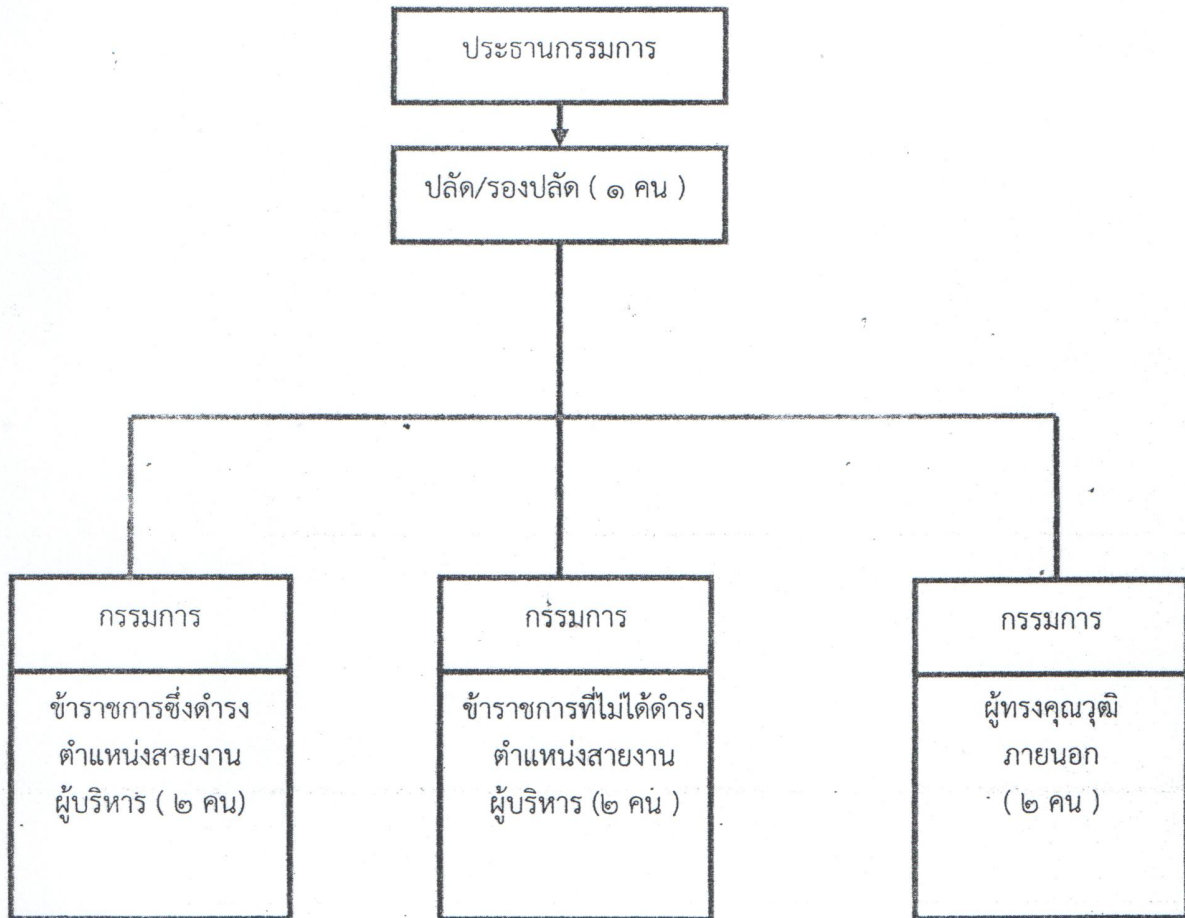 ประธานกรรมการ
ปลัด/รองปลัด ( ๑ คน )
กรรมการ
ข้าราชการซึ่งดำรง
ตำแหน่งสายงาน
ผู้บริหาร ( ๒ คน)
กรรมการ
ข้าราชการที่ไม่ได้ดำรง
ตำแหน่งสายงาน
ผู้บริหาร (๒ คน )
กรรมการ
ผู้ทรงคุณวุฒิ
ภายนอก
( ๒ คน )